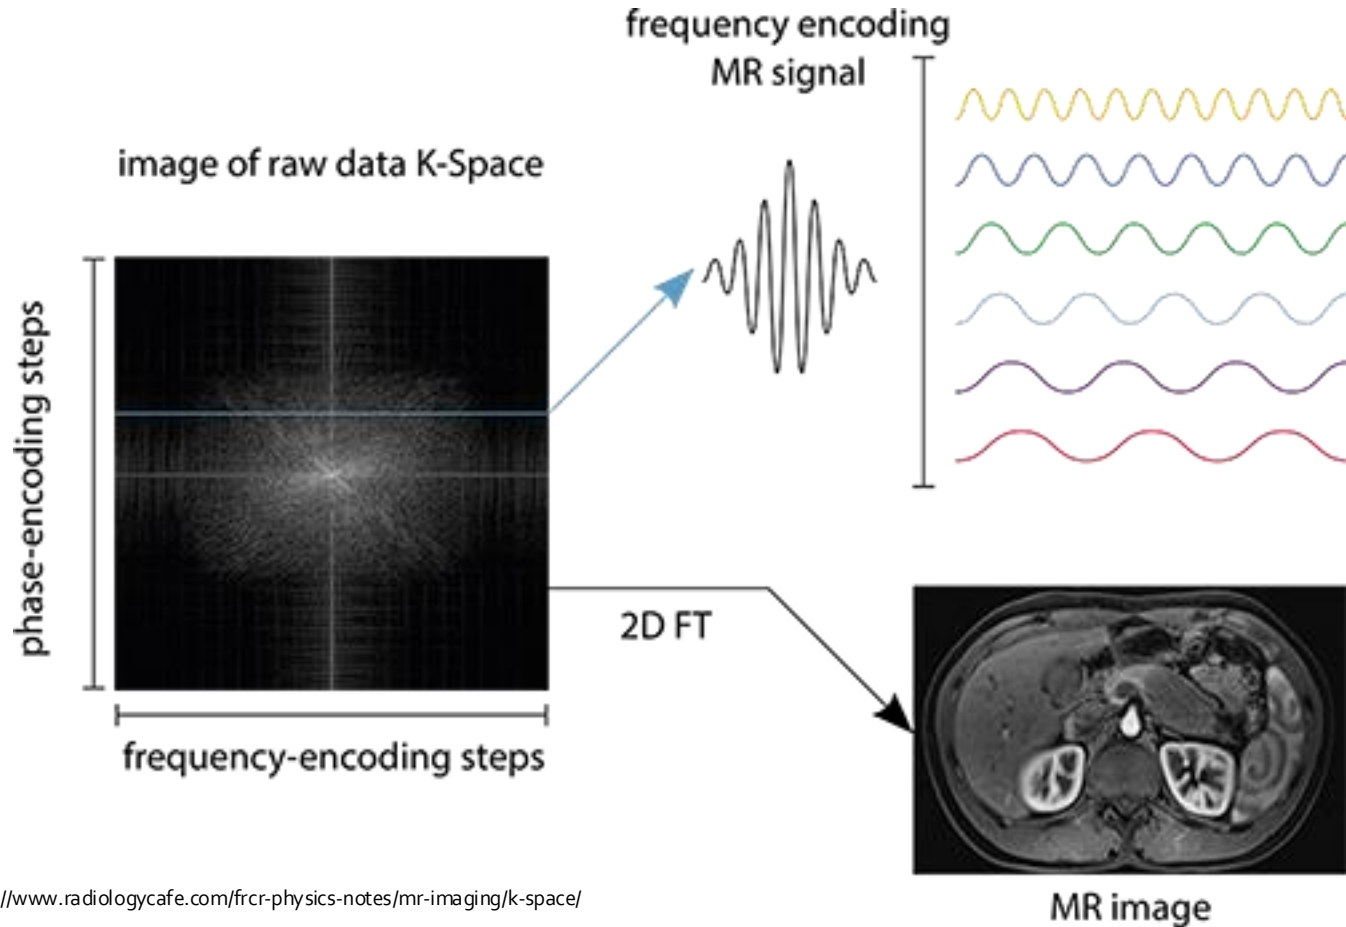 frequency encoding
MR signal
image of raw data K-Space
phase-encoding steps
2D FT
frequency-encoding steps
//www.radiologycafe.com/frcr-physics-notes/mr-imaging/k-space/
MR image